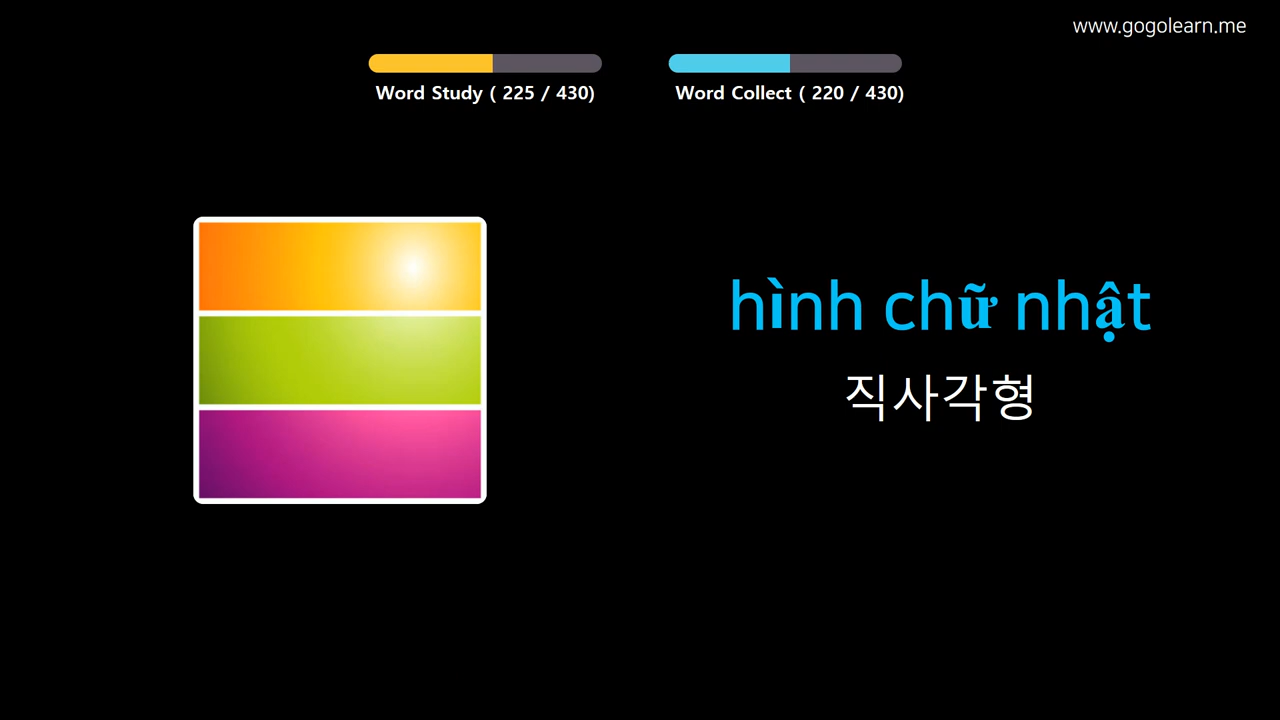 www.gogolearn.me
Word Study ( 225 / 430)
Word Collect ( 220 / 430)
hình chữ nhật
직사각형